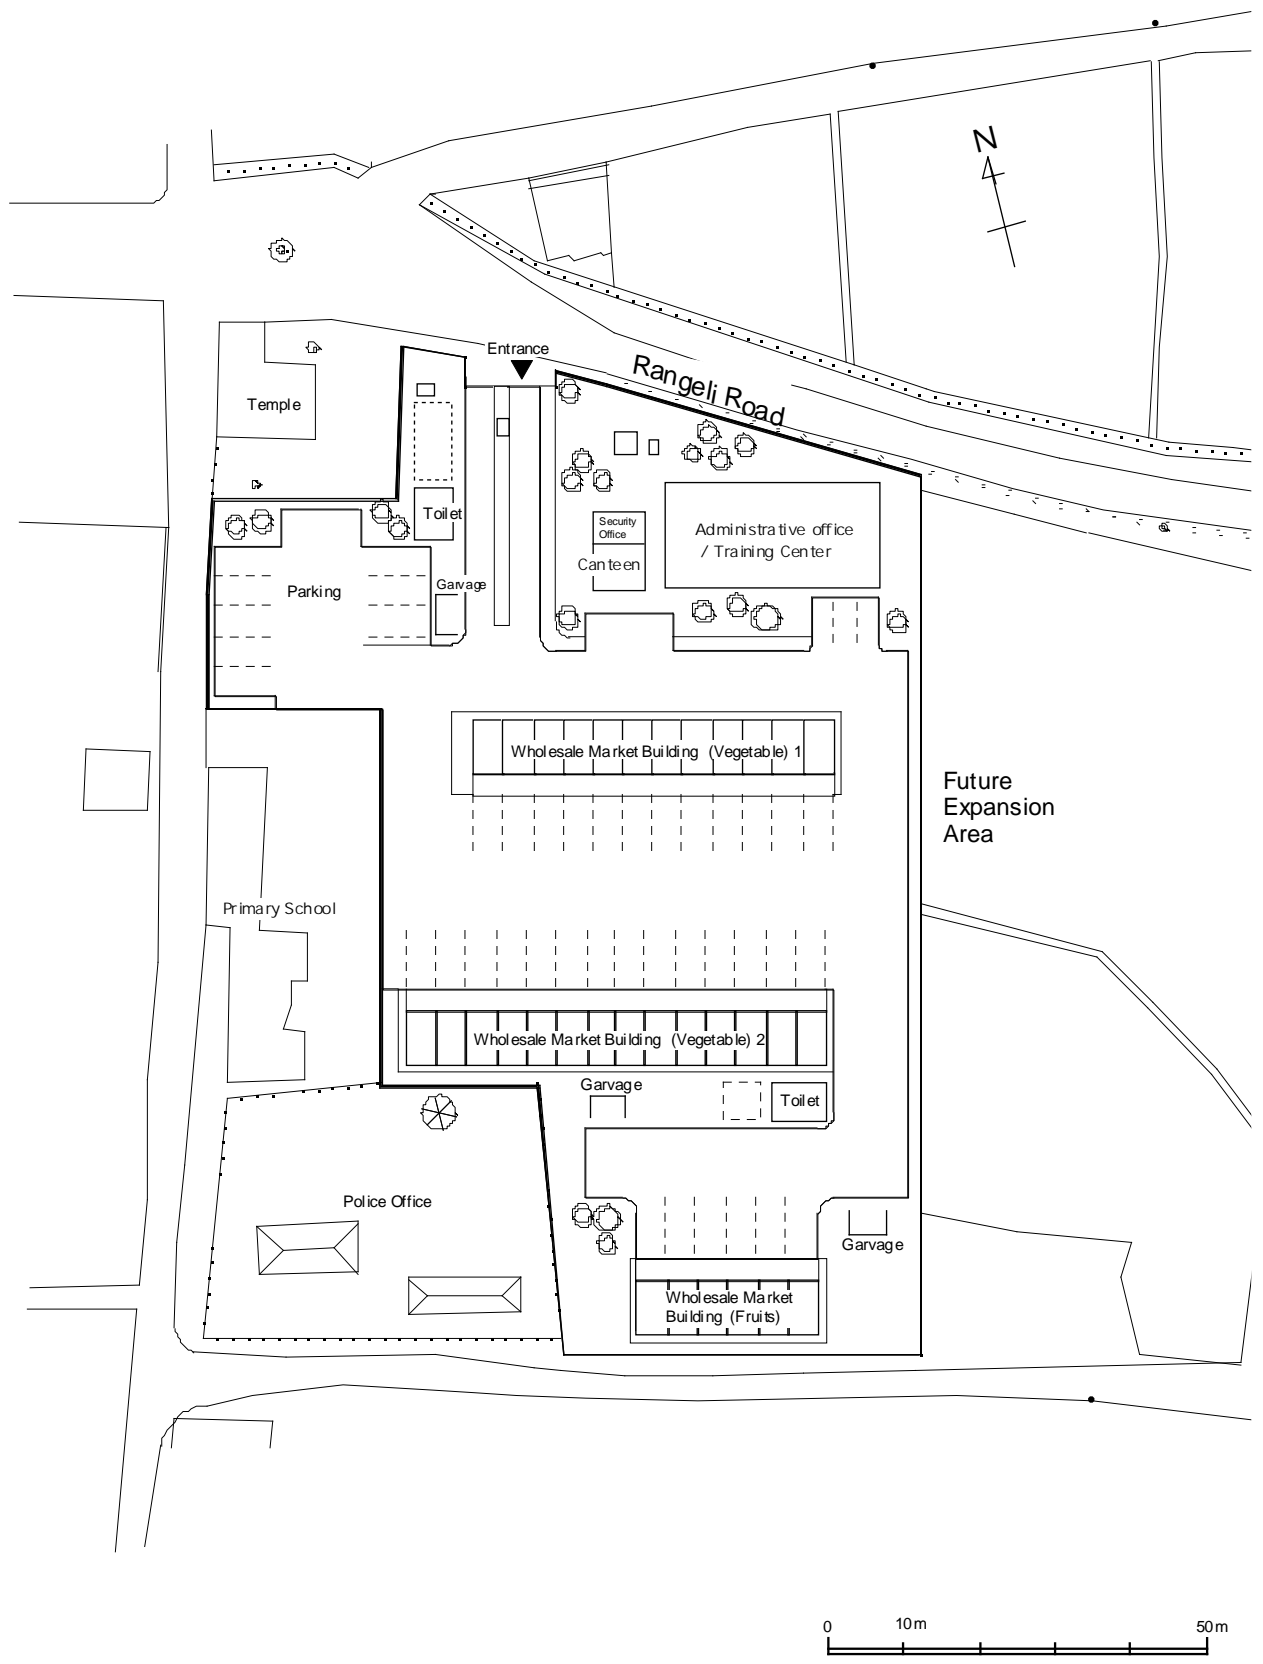 N
Entrance
Rangeli Road
Temple
Toilet
Security
Office
Canteen
Administrative office
/ Training Center
Parking
Garvage
Wholesale Market Building (Vegetable) 1
Future
Expansion
Area
Primary School
Wholesale Market Building (Vegetable) 2
Garvage
Toilet
Police Office
Garvage
Wholesale Market
Building (Fruits)
0 10m 50m